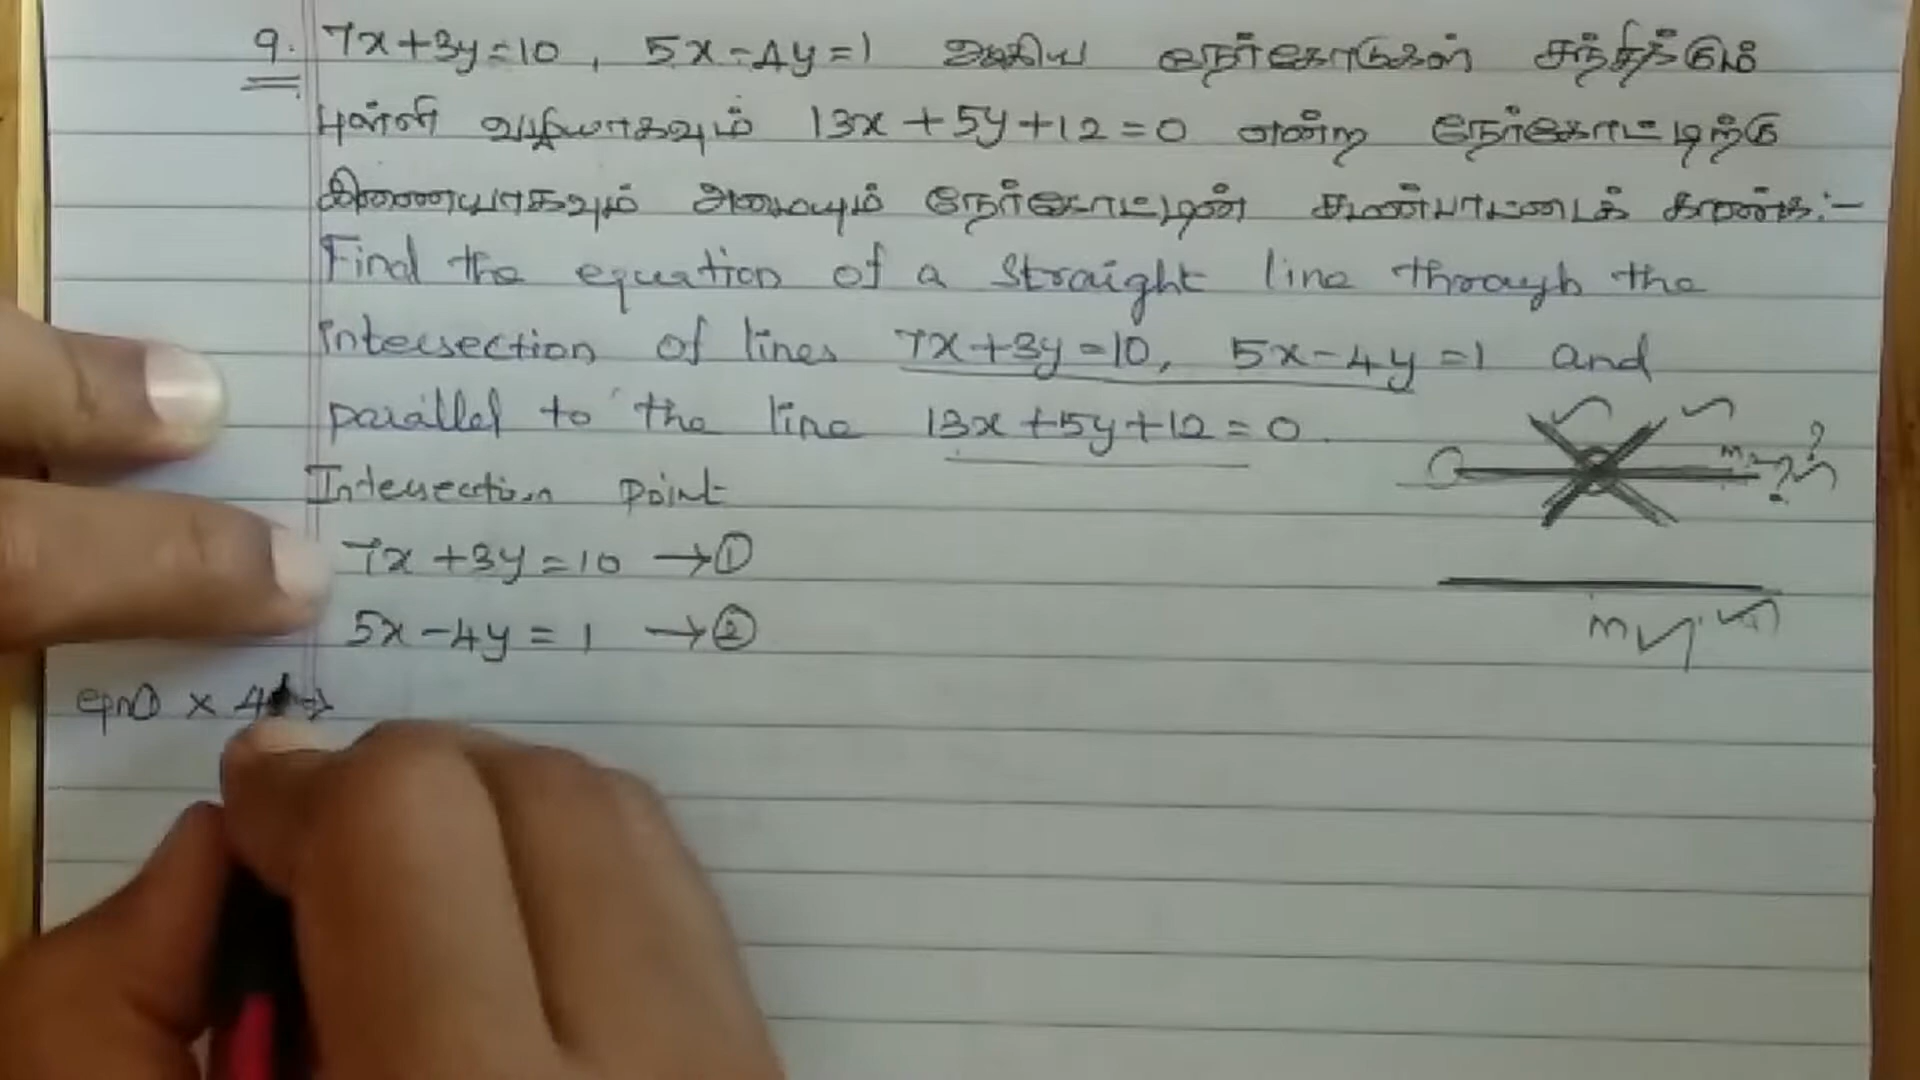 9. 7x+3y=10, 5x-4y=1 ஆகிய நேர்கோடுகள் சந்திக்கும்
புள்ளி வழியாகவும் 13x+5y+12=0 என்ற நேர்கோட்டிற்கு
இணையாகவும் அமையும் நேர்கோட்டின் சமன்பாட்டைக் காண்க:-
Find the equation of a straight line through the
intersection of lines 7x+3y=10, 5x-4y=1 and
parallel to the line 13x+5y+12=0.
Intersection point
7x+3y=10 →①
5x-4y=1 →②
eqn① x 4 ⇒
m=?
m